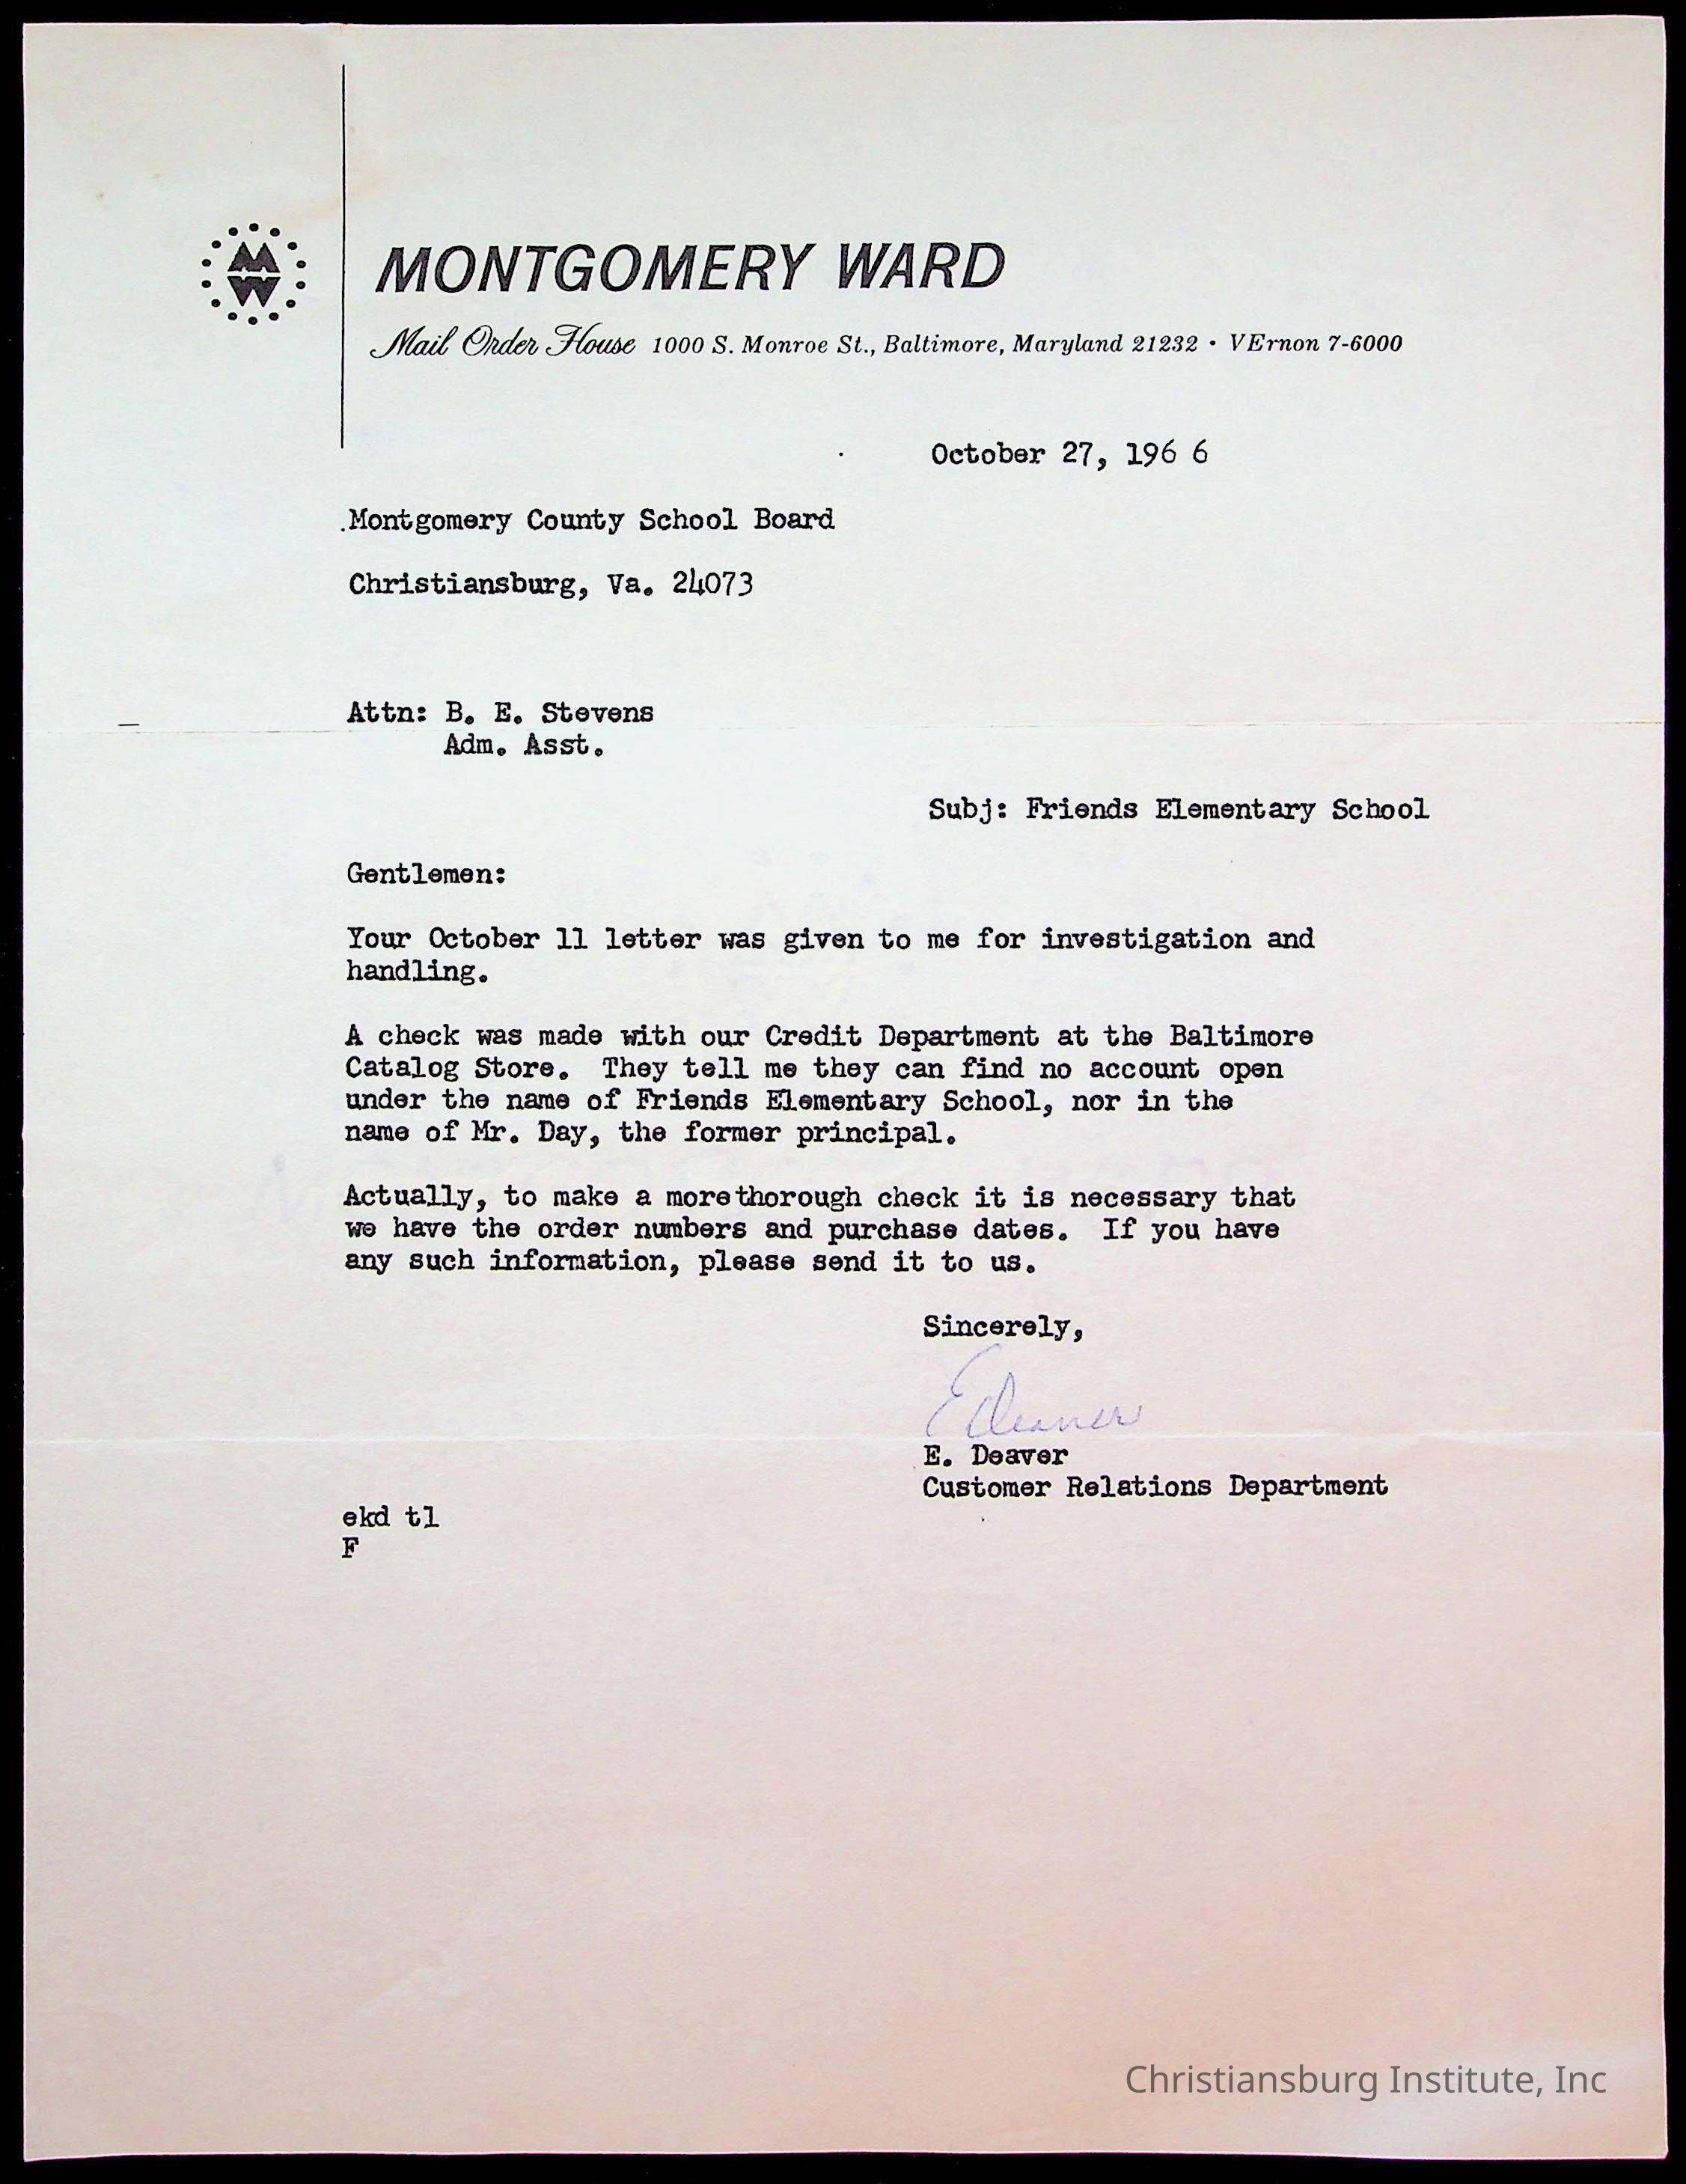 MW
MONTGOMERY WARD
Mail Order House 1000 S. Monroe St., Baltimore, Maryland 21232 • VErnon 7-6000
October 27, 196 6
Montgomery County School Board
Christiansburg, Va. 24073
Attn: B. E. Stevens
Adm. Asst.
Subj: Friends Elementary School
Gentlemen:
Your October 11 letter was given to me for investigation and
handling.
A check was made with our Credit Department at the Baltimore
Catalog Store. They tell me they can find no account open
under the name of Friends Elementary School, nor in the
name of Mr. Day, the former principal.
Actually, to make a morethorough check it is necessary that
we have the order numbers and purchase dates. If you have
any such information, please send it to us.
Sincerely,
E Deaver
E. Deaver
Customer Relations Department
ekd tl
F
Christiansburg Institute, Inc